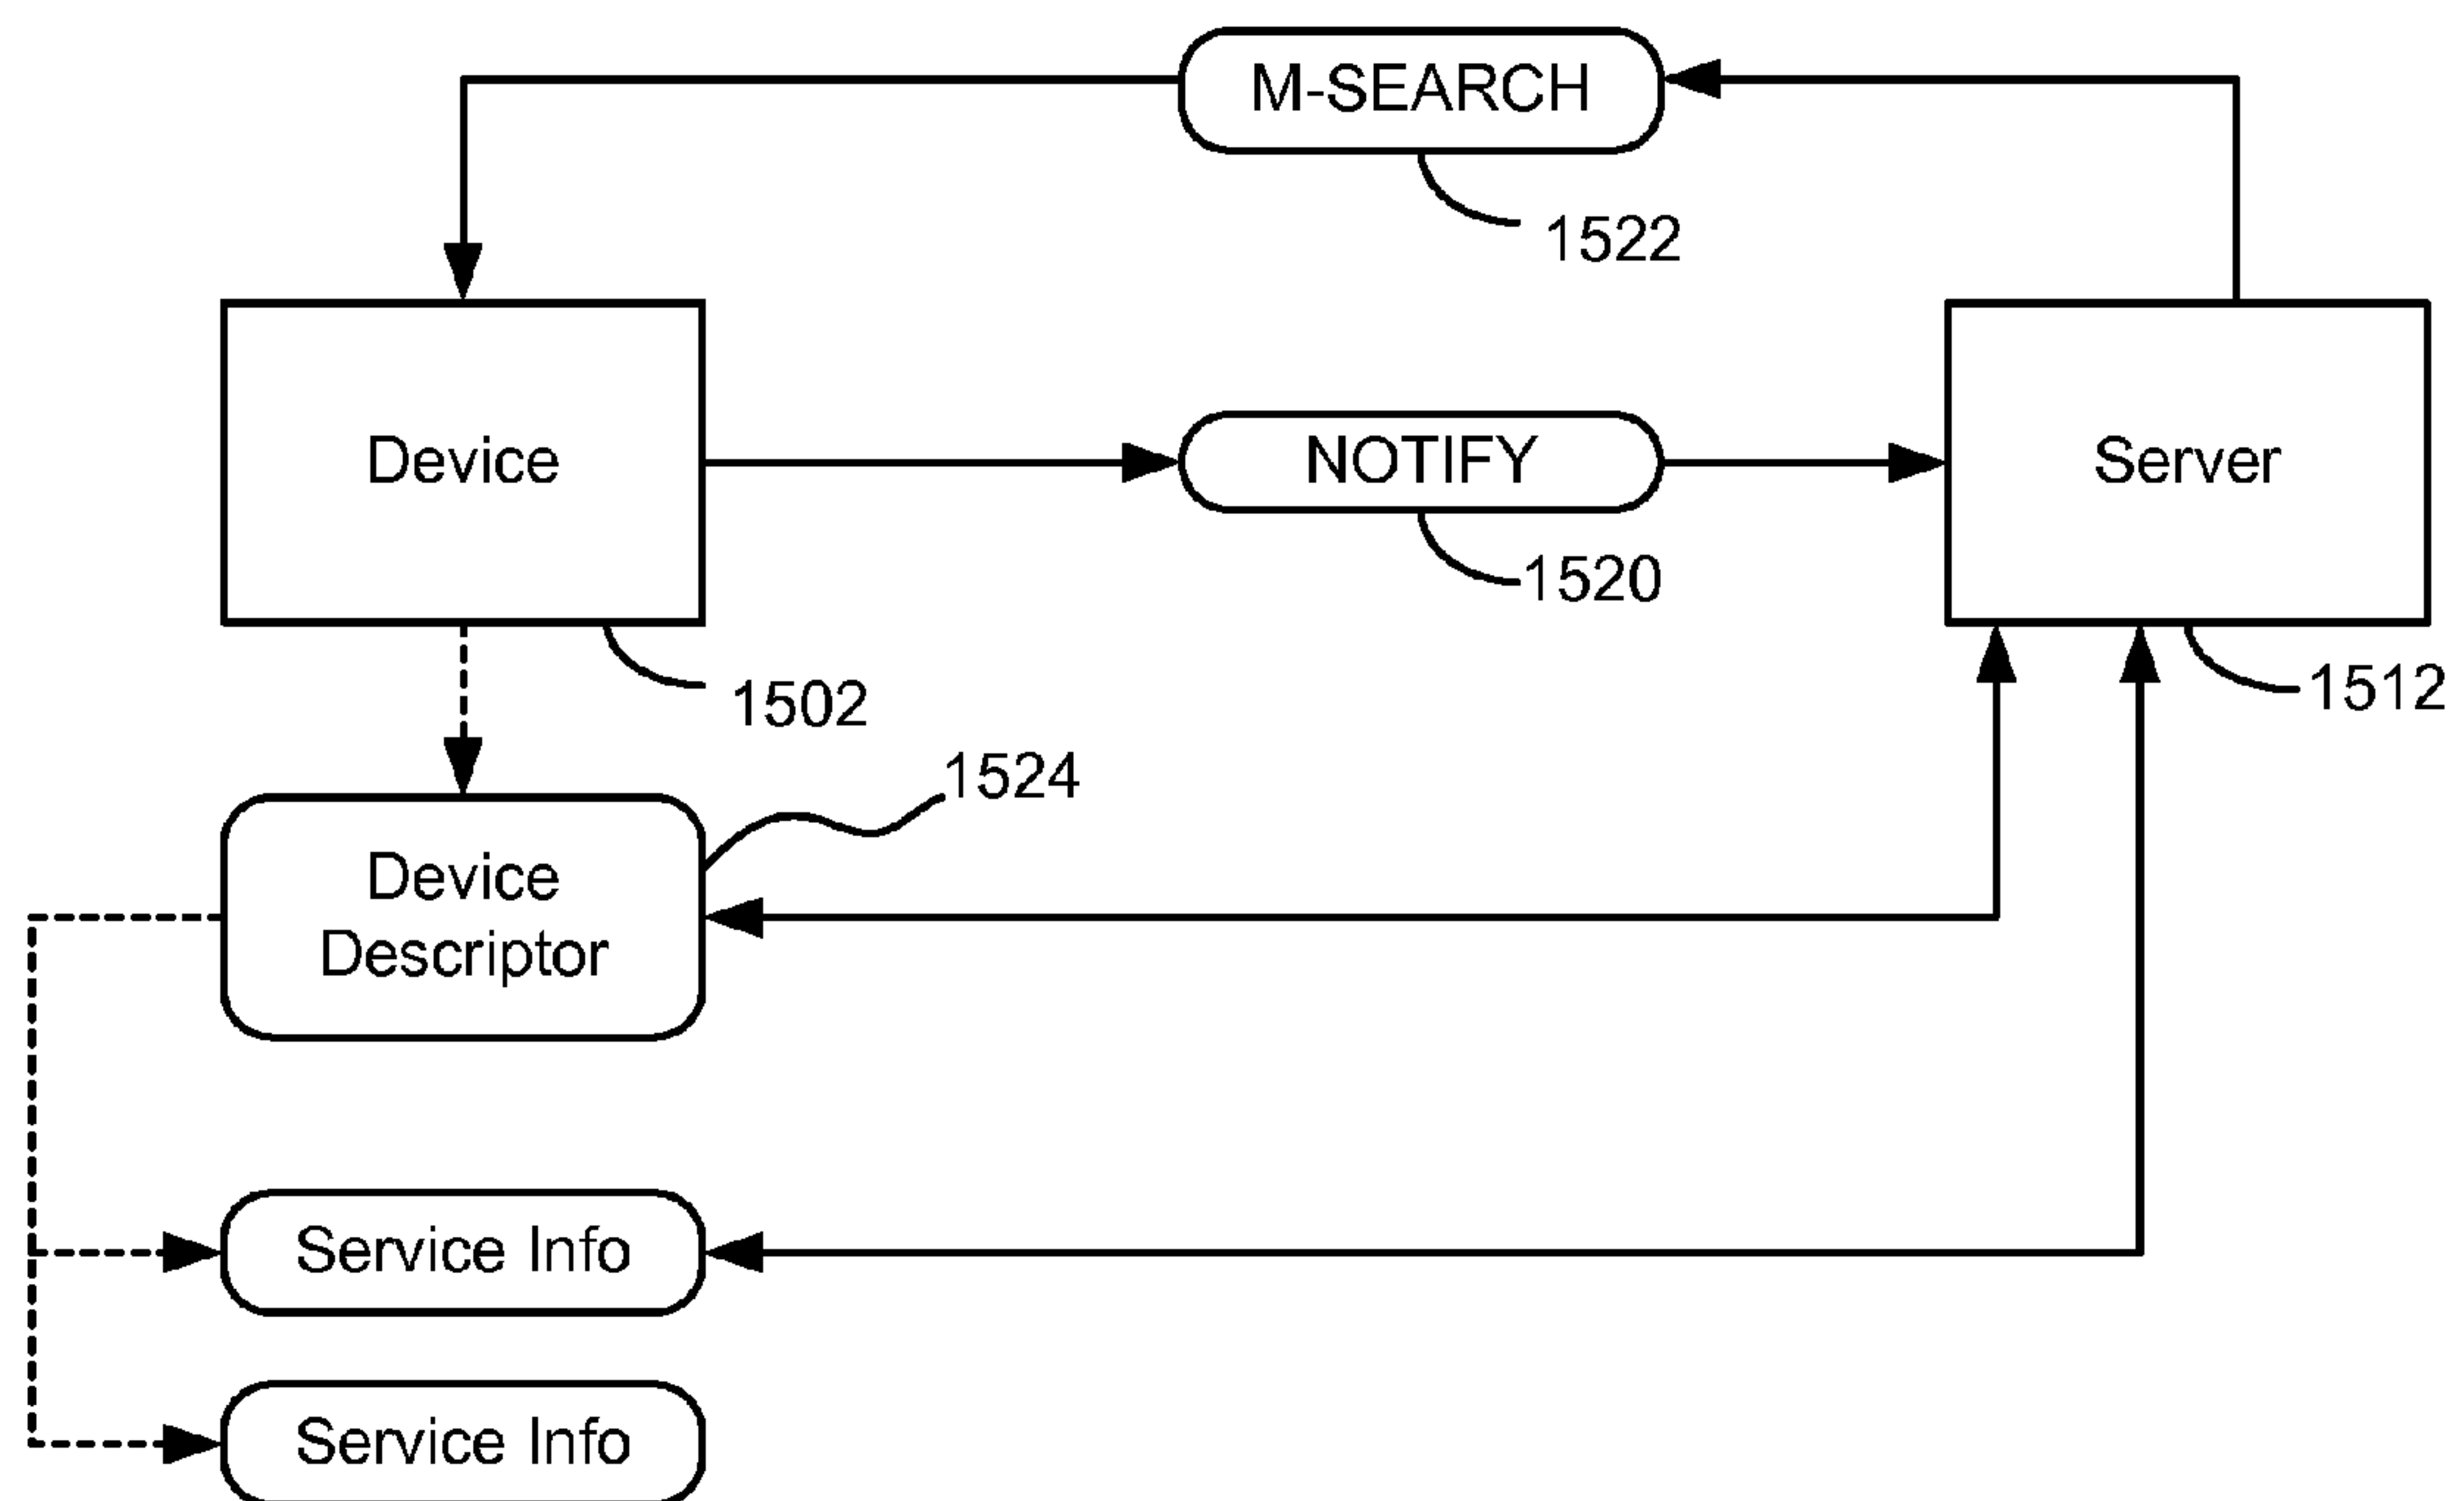 M-SEARCH
1522
Device
NOTIFY
Server
1520
1502
1512
1524
Device
Descriptor
Service Info
Service Info